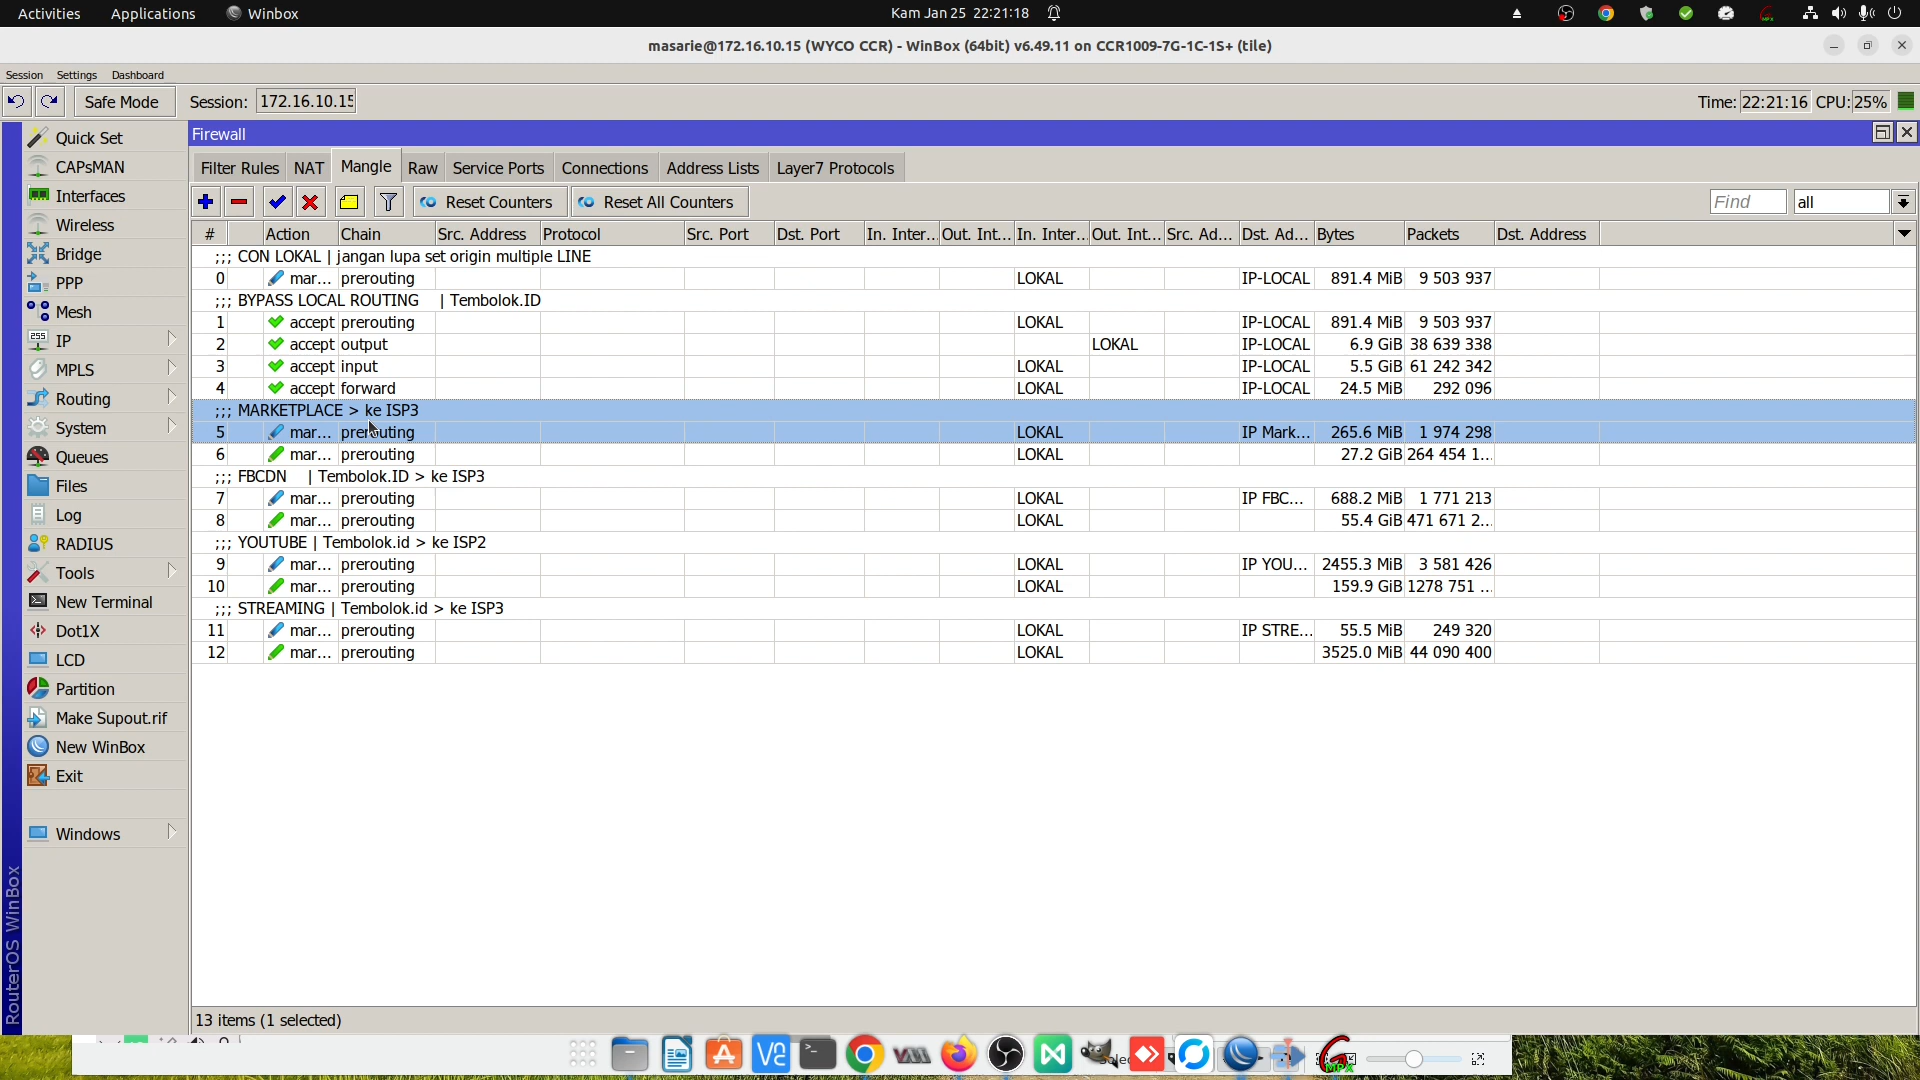 Activities Applications Winbox Kam Jan 25 22:21:18
masarie@172.16.10.15 (WYCO CCR) - WinBox (64bit) v6.49.11 on CCR1009-7G-1C-1S+ (tile)
Session Settings Dashboard
Safe Mode Session: 172.16.10.15 Time: 22:21:16 CPU: 25%
Quick Set
CAPsMAN
Interfaces
Wireless
Bridge
PPP
Mesh
255 IP
MPLS
Routing
System
Queues
Files
Log
RADIUS
Tools
New Terminal
Dot1X
LCD
Partition
Make Supout.rif
New WinBox
Exit
Windows
RouterOS WinBox
Firewall
Filter Rules NAT Mangle Raw Service Ports Connections Address Lists Layer7 Protocols
Reset Counters Reset All Counters Find all
# Action Chain Src. Address Protocol Src. Port Dst. Port In. Inter... Out. Int... In. Inter... Out. Int... Src. Ad... Dst. Ad... Bytes Packets Dst. Address
;;; CON LOKAL | jangan lupa set origin multiple LINE
0 mar... prerouting LOKAL IP-LOCAL 891.4 MiB 9 503 937
;;; BYPASS LOCAL ROUTING | Tembolok.ID
1 accept prerouting LOKAL IP-LOCAL 891.4 MiB 9 503 937
2 accept output LOKAL IP-LOCAL 6.9 GiB 38 639 338
3 accept input LOKAL IP-LOCAL 5.5 GiB 61 242 342
4 accept forward LOKAL IP-LOCAL 24.5 MiB 292 096
;;; MARKETPLACE > ke ISP3
5 mar... prerouting LOKAL IP Mark... 265.6 MiB 1 974 298
6 mar... prerouting LOKAL 27.2 GiB 264 454 1...
;;; FBCDN | Tembolok.ID > ke ISP3
7 mar... prerouting LOKAL IP FBC... 688.2 MiB 1 771 213
8 mar... prerouting LOKAL 55.4 GiB 471 671 2...
;;; YOUTUBE | Tembolok.id > ke ISP2
9 mar... prerouting LOKAL IP YOU... 2455.3 MiB 3 581 426
10 mar... prerouting LOKAL 159.9 GiB 1278 751 ...
;;; STREAMING | Tembolok.id > ke ISP3
11 mar... prerouting LOKAL IP STRE... 55.5 MiB 249 320
12 mar... prerouting LOKAL 3525.0 MiB 44 090 400
13 items (1 selected)